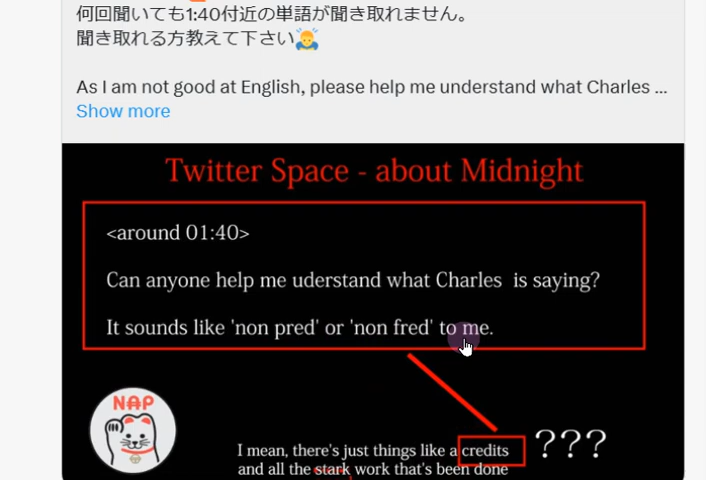 何回聞いても1:40付近の単語が聞き取れません。
聞き取れる方教えて下さい🙇
As I am not good at English, please help me understand what Charles ...
Show more
Twitter Space - about Midnight
<around 01:40>
Can anyone help me uderstand what Charles is saying?
It sounds like 'non pred' or 'non fred' to me.
NAP
I mean, there's just things like a credits ???
and all the stark work that's been done